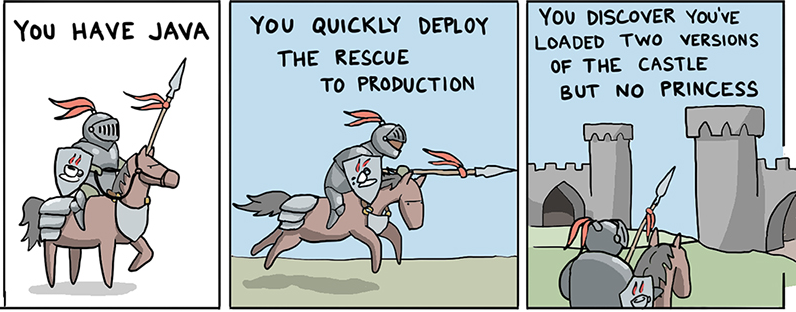 YOU HAVE JAVA
YOU QUICKLY DEPLOY
THE RESCUE
TO PRODUCTION
YOU DISCOVER YOU'VE
LOADED TWO VERSIONS
OF THE CASTLE
BUT NO PRINCESS